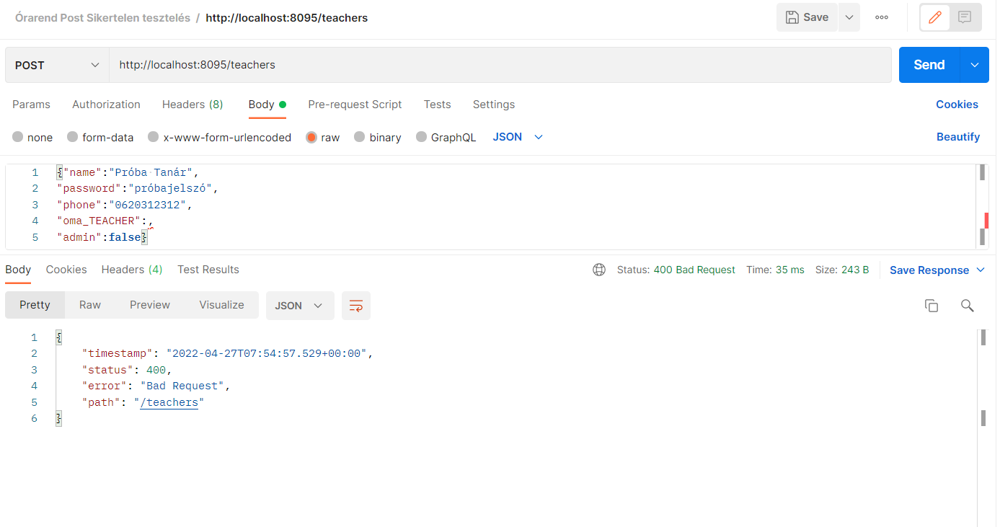 Órarend Post Sikertelen tesztelés / http://localhost:8095/teachers Save
POST http://localhost:8095/teachers Send
Params Authorization Headers (8) Body Pre-request Script Tests Settings Cookies
none form-data x-www-form-urlencoded raw binary GraphQL JSON Beautify
1 {"name":"Próba Tanár",
2 "password":"próbajelszó",
3 "phone":"0620312312",
4 "oma_TEACHER":,
5 "admin":false}
Body Cookies Headers (4) Test Results Status: 400 Bad Request Time: 35 ms Size: 243 B Save Response
Pretty Raw Preview Visualize JSON
1 {
2 "timestamp": "2022-04-27T07:54:57.529+00:00",
3 "status": 400,
4 "error": "Bad Request",
5 "path": "/teachers"
6 }